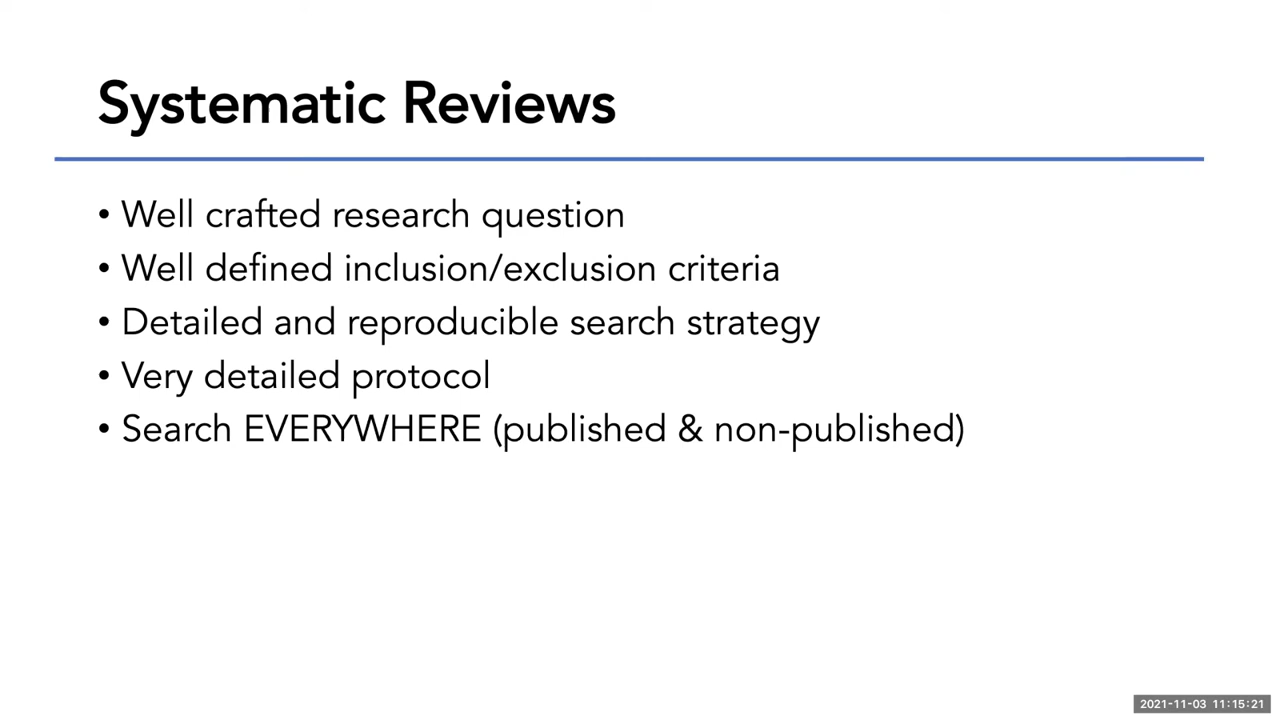 Systematic Reviews
• Well crafted research question
• Well defined inclusion/exclusion criteria
• Detailed and reproducible search strategy
• Very detailed protocol
• Search EVERYWHERE (published & non-published)
2021-11-03 11:15:21